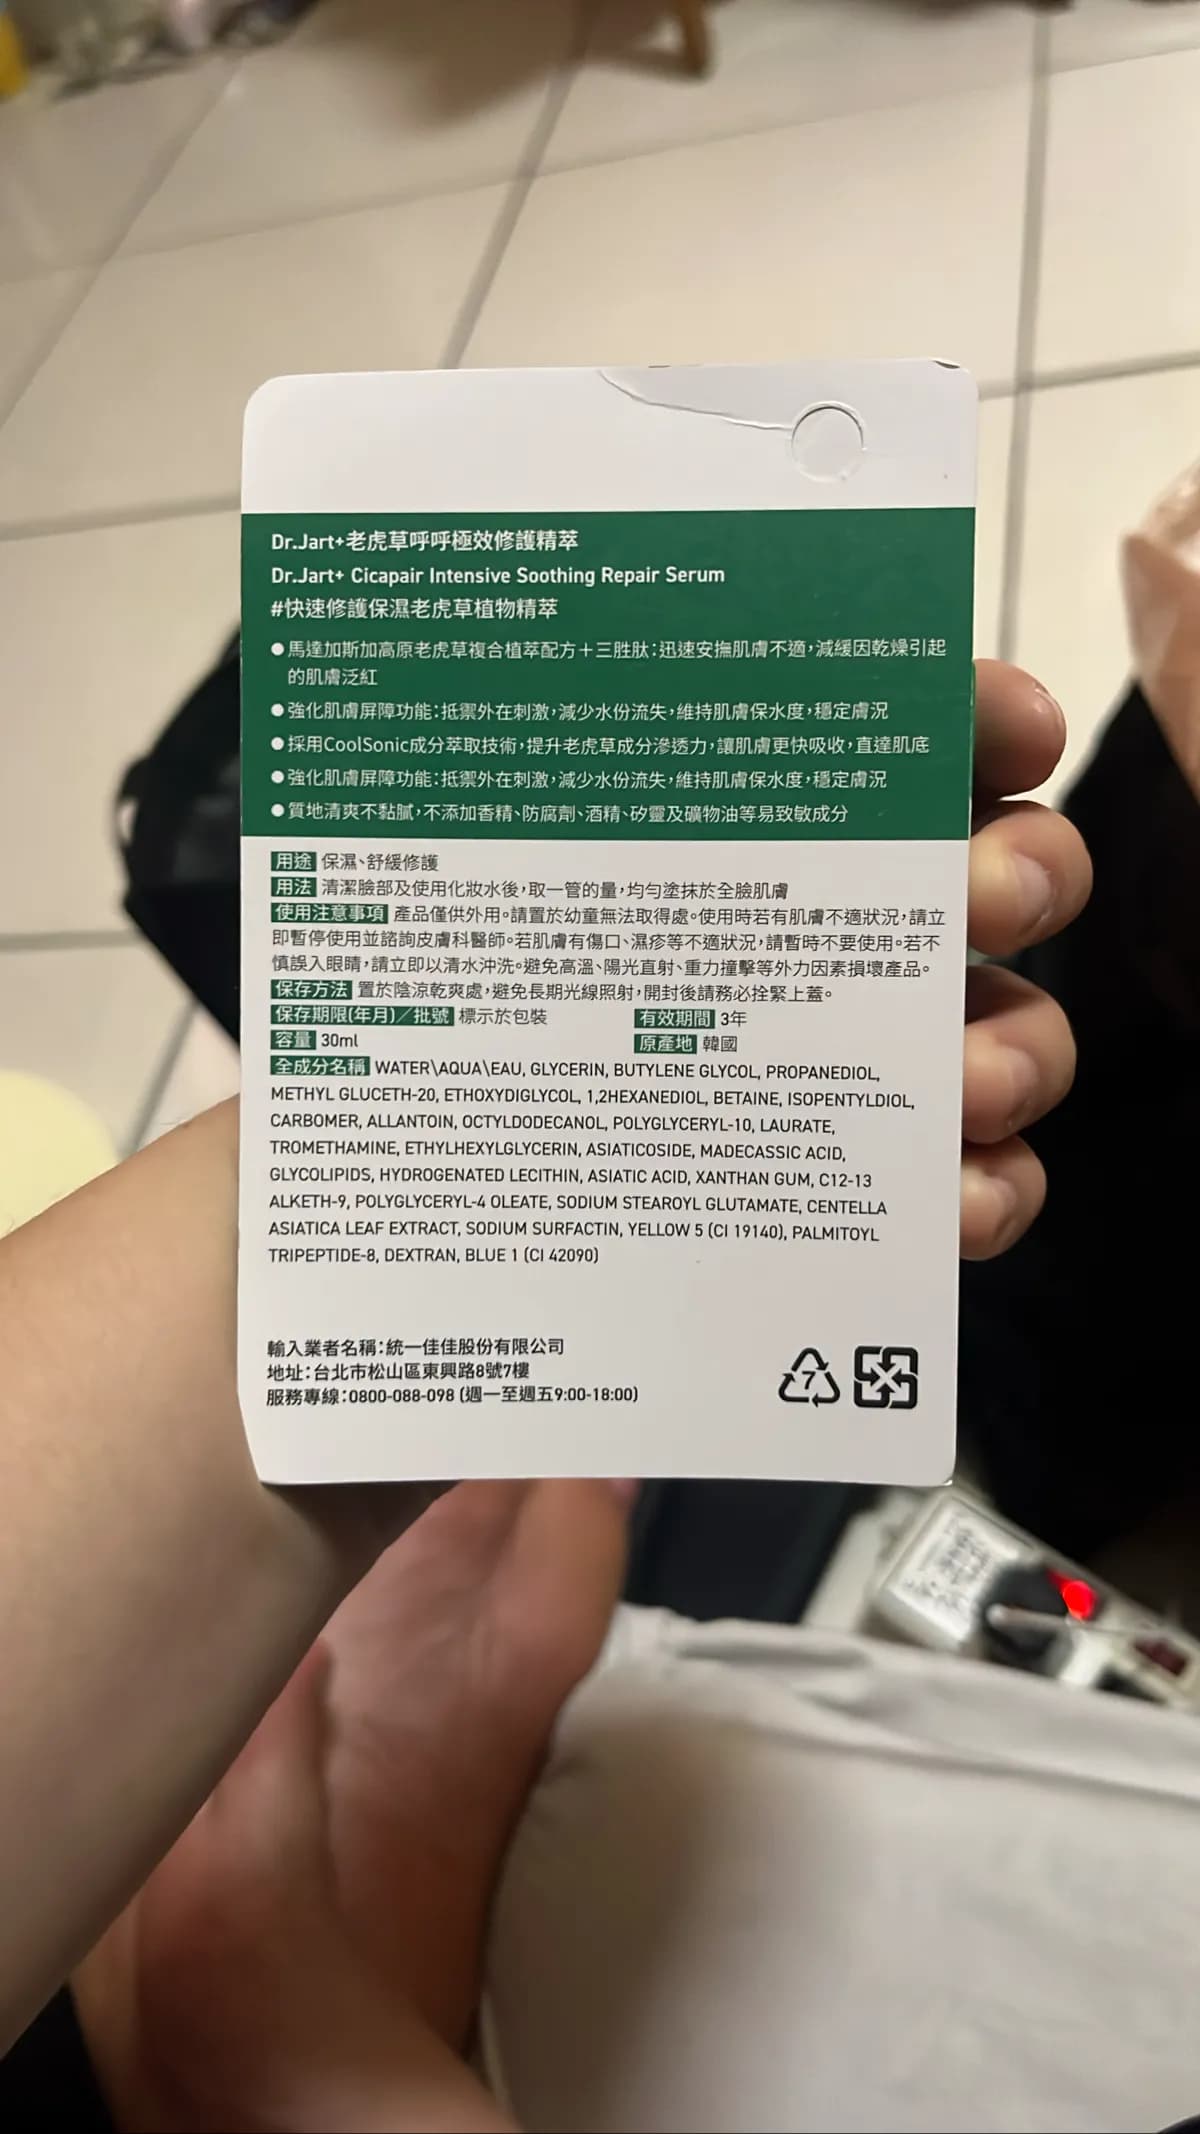 Dr.Jart+老虎草呼呼極效修護精萃
Dr.Jart+ Cicapair Intensive Soothing Repair Serum
#快速修護保濕老虎草植物精萃
●馬達加斯加高原老虎草複合植萃配方＋三胜肽：迅速安撫肌膚不適，減緩因乾燥引起
的肌膚泛紅
●強化肌膚屏障功能：抵禦外在刺激，減少水份流失，維持肌膚保水度，穩定膚況
●採用CoolSonic成分萃取技術，提升老虎草成分滲透力，讓肌膚更快吸收，直達肌底
●強化肌膚屏障功能：抵禦外在刺激，減少水份流失，維持肌膚保水度，穩定膚況
●質地清爽不黏膩，不添加香精、防腐劑、酒精、矽靈及礦物油等易致敏成分
用途 保濕、舒緩修護
用法 清潔臉部及使用化妝水後，取一管的量，均勻塗抹於全臉肌膚
使用注意事項 產品僅供外用。請置於幼童無法取得處。使用時若有肌膚不適狀況，請立
即暫停使用並諮詢皮膚科醫師。若肌膚有傷口、濕疹等不適狀況，請暫時不要使用。若不
慎誤入眼睛，請立即以清水沖洗。避免高溫、陽光直射、重力撞擊等外力因素損壞產品。
保存方法 置於陰涼乾爽處，避免長期光線照射，開封後請務必拴緊上蓋。
保存期限(年月)／批號 標示於包裝 有效期間 3年
容量 30ml 原產地 韓國
全成分名稱 WATER\AQUA\EAU, GLYCERIN, BUTYLENE GLYCOL, PROPANEDIOL,
METHYL GLUCETH-20, ETHOXYDIGLYCOL, 1,2HEXANEDIOL, BETAINE, ISOPENTYLDIOL,
CARBOMER, ALLANTOIN, OCTYLDODECANOL, POLYGLYCERYL-10, LAURATE,
TROMETHAMINE, ETHYLHEXYLGLYCERIN, ASIATICOSIDE, MADECASSIC ACID,
GLYCOLIPIDS, HYDROGENATED LECITHIN, ASIATIC ACID, XANTHAN GUM, C12-13
ALKETH-9, POLYGLYCERYL-4 OLEATE, SODIUM STEAROYL GLUTAMATE, CENTELLA
ASIATICA LEAF EXTRACT, SODIUM SURFACTIN, YELLOW 5 (CI 19140), PALMITOYL
TRIPEPTIDE-8, DEXTRAN, BLUE 1 (CI 42090)
輸入業者名稱：統一佳佳股份有限公司
地址：台北市松山區東興路8號7樓
服務專線：0800-088-098 (週一至週五9:00-18:00)
7